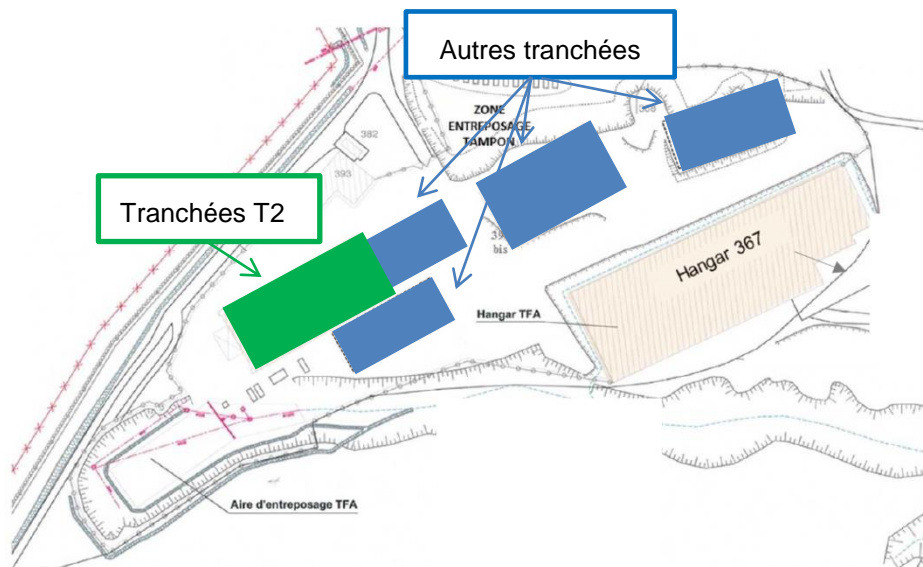 Autres tranchées
ZONE
ENTREPOSAGE
TAMPON
382
393
Tranchées T2
bis
Hangar 367
Hangar TFA
Aire d'entreposage TFA